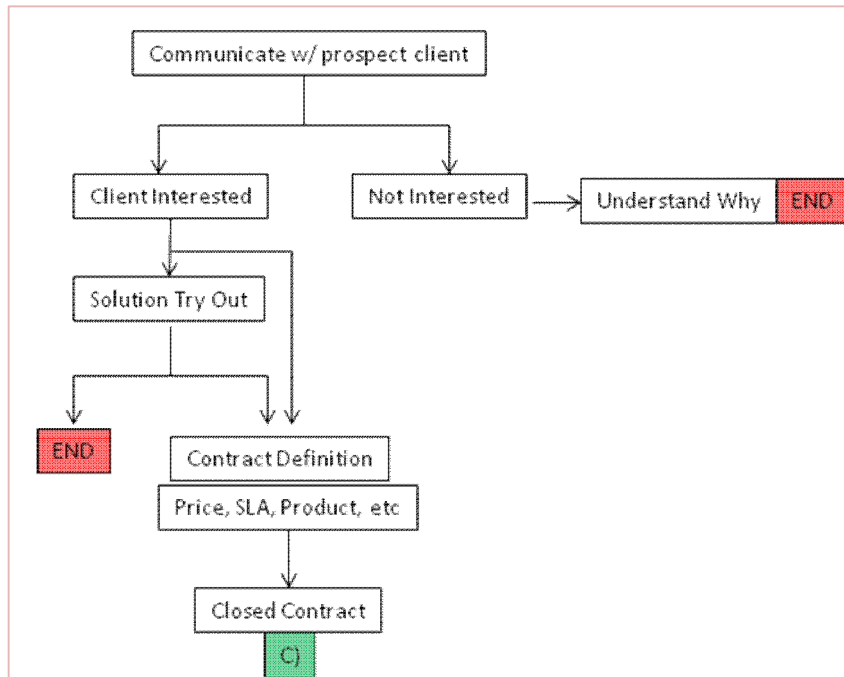 Communicate w/ prospect client
Client Interested
Not Interested
Understand Why
END
Solution Try Out
END
Contract Definition
Price, SLA, Product, etc
Closed Contract
C)